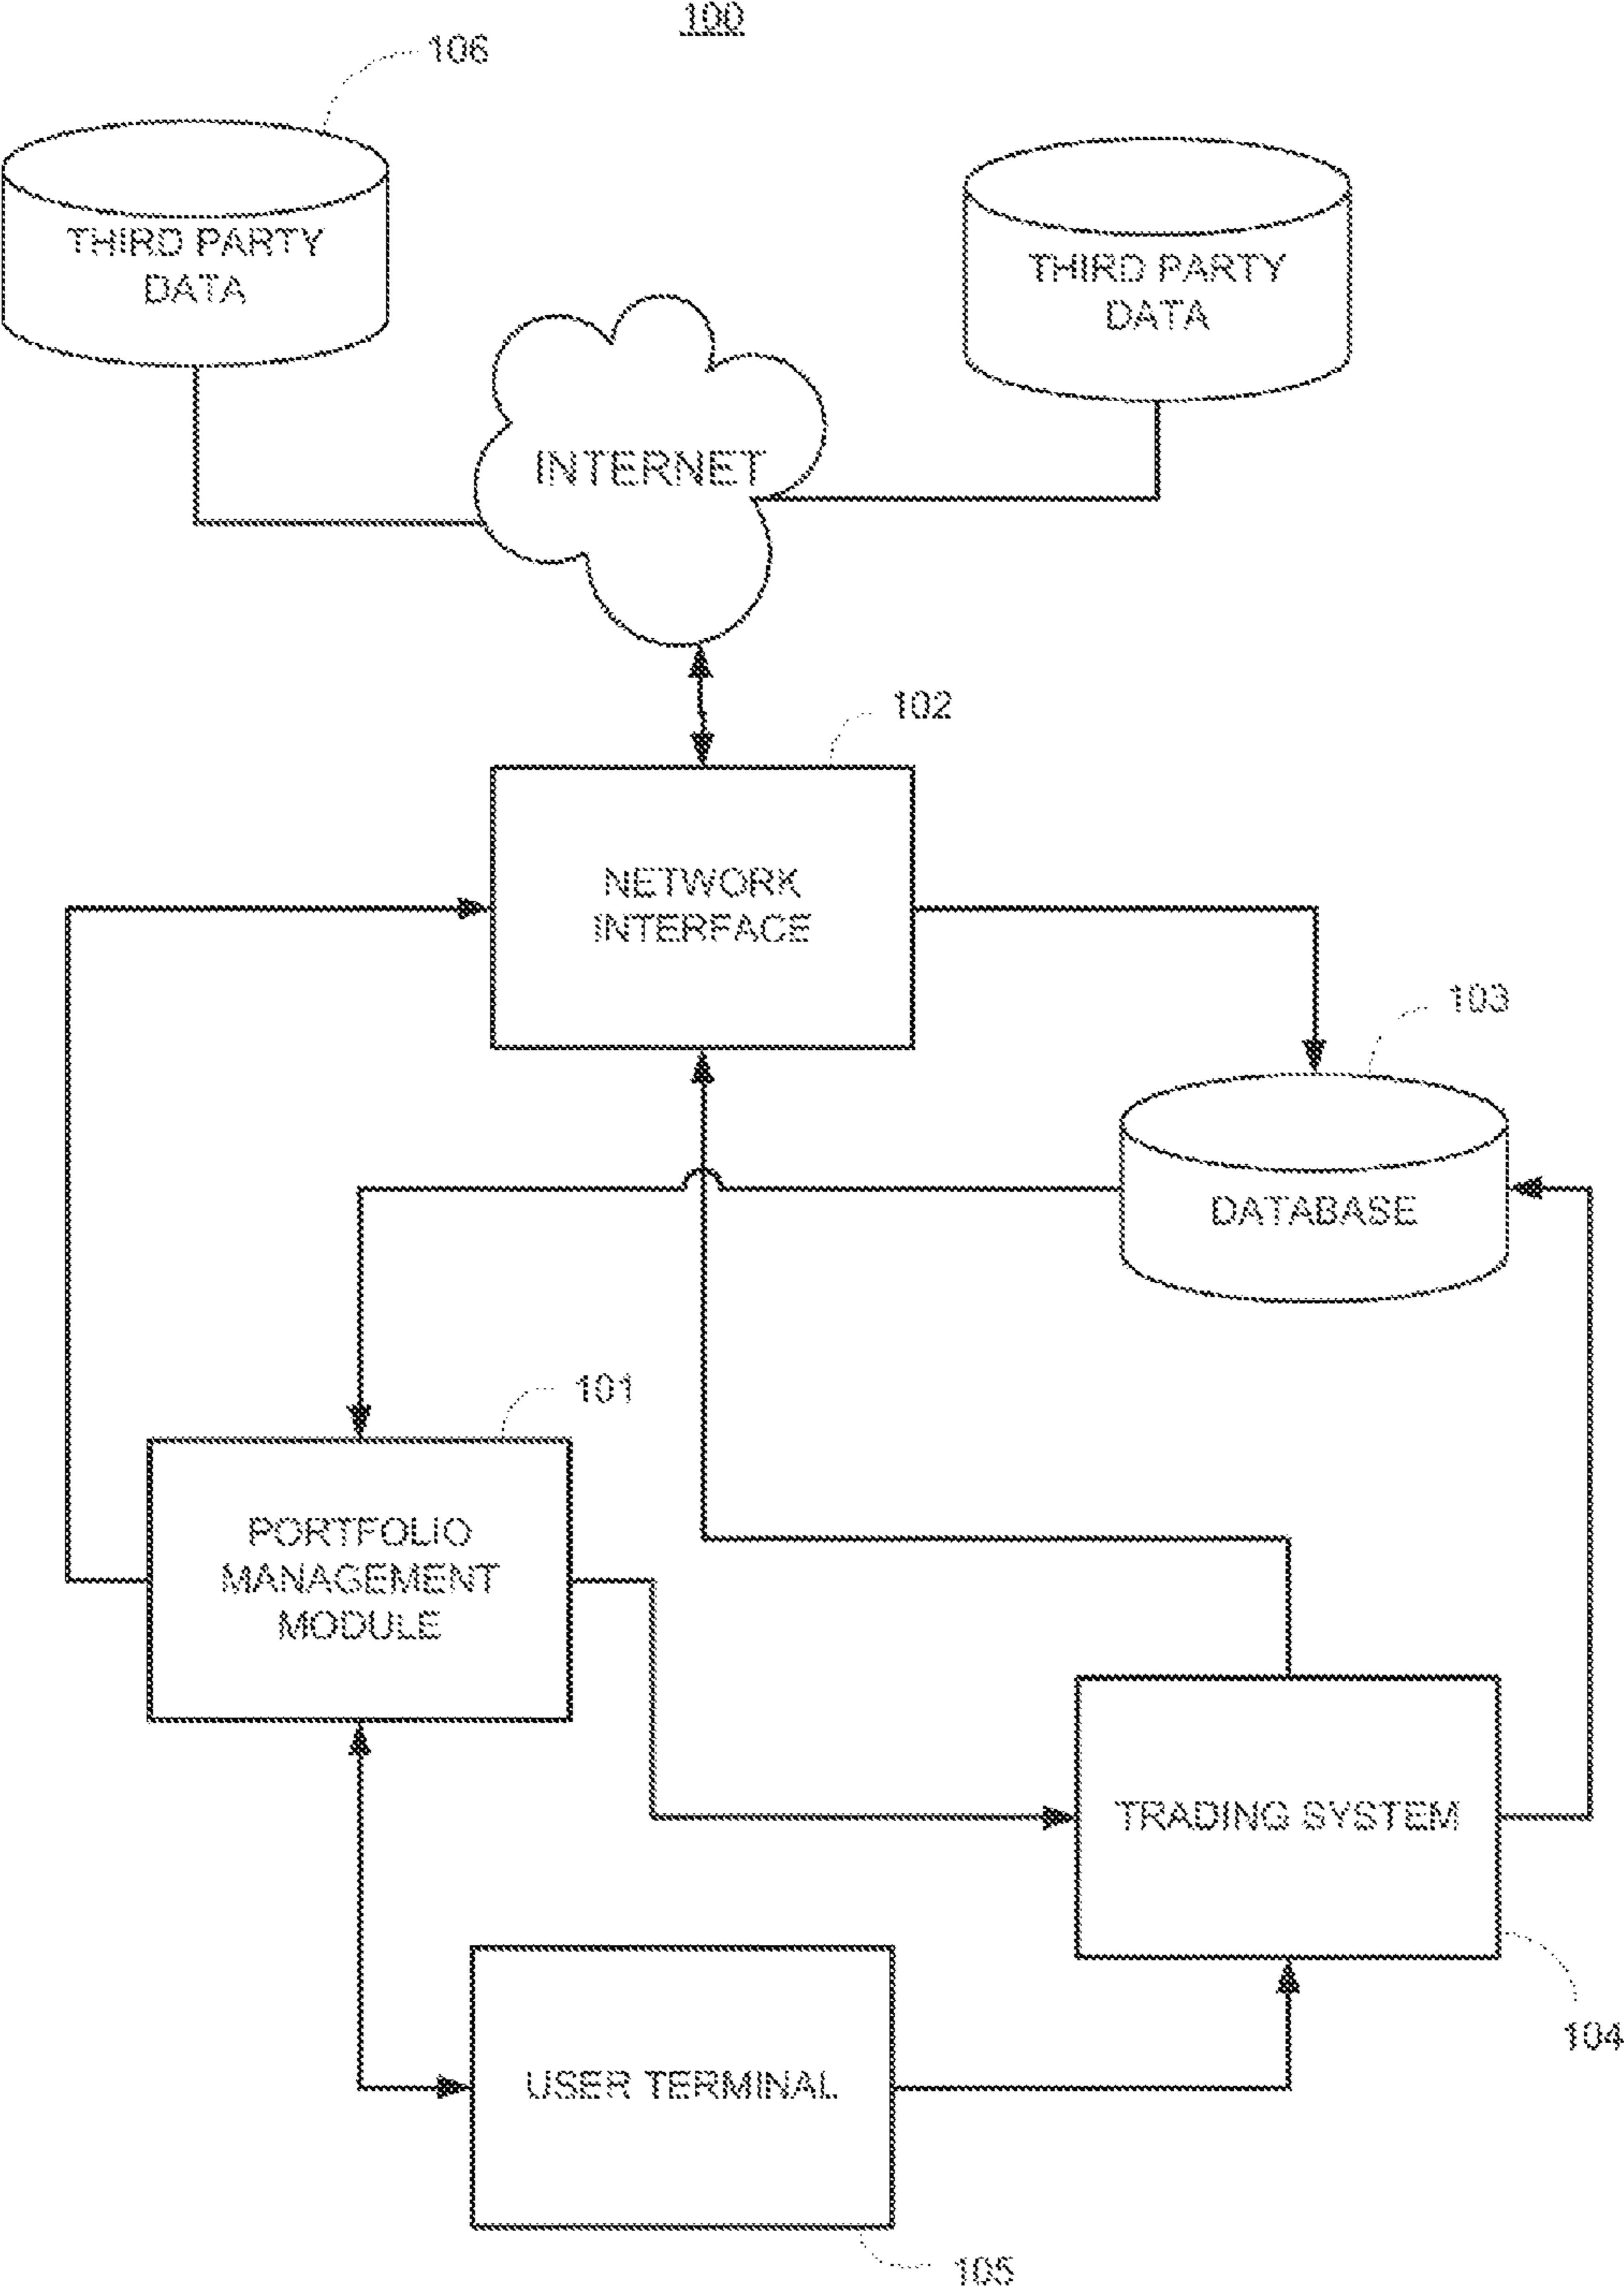 100
106
THIRD PARTY
DATA
THIRD PARTY
DATA
INTERNET
102
NETWORK
INTERFACE
103
DATABASE
101
PORTFOLIO
MANAGEMENT
MODULE
TRADING SYSTEM
104
USER TERMINAL
105